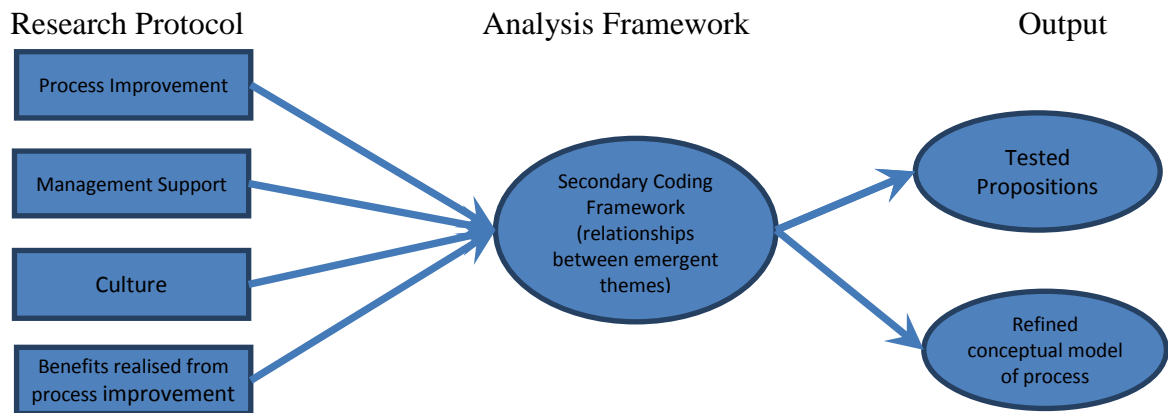 Research Protocol
Analysis Framework
Output
Process Improvement
Management Support
Culture
Benefits realised from
process improvement
Secondary Coding
Framework
(relationships
between emergent
themes)
Tested
Propositions
Refined
conceptual model
of process